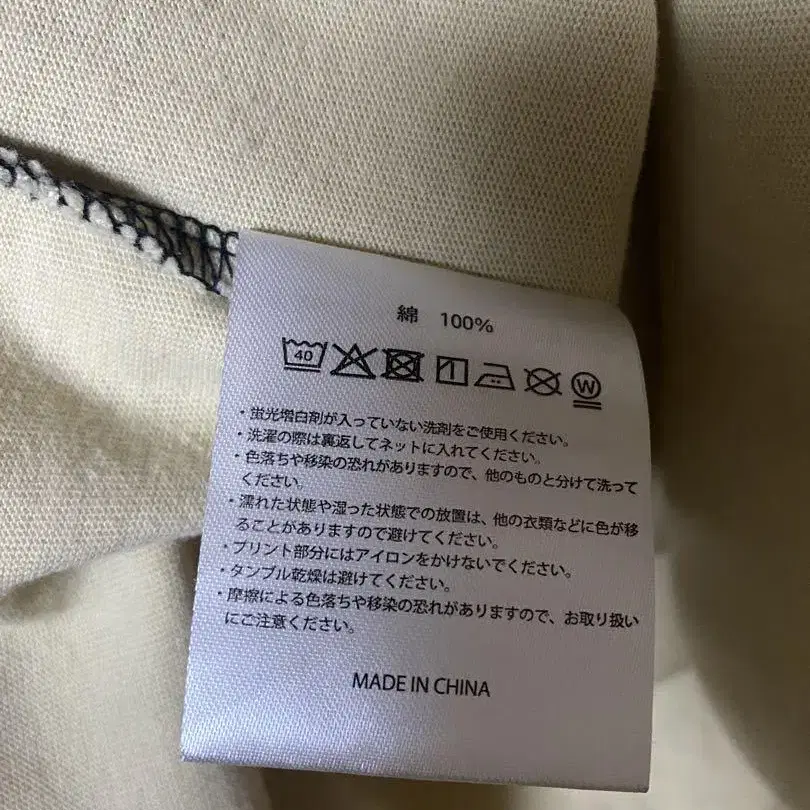 綿 100%
40 W
・蛍光増白剤が入っていない洗剤をご使用ください。
・洗濯の際は裏返してネットに入れてください。
・色落ちや移染の恐れがありますので、他のものと分けて洗って
ください。
・濡れた状態や湿った状態での放置は、他の衣類などに色が移
ることがありますので避けてください。
・プリント部分にはアイロンをかけないでください。
・タンブル乾燥は避けてください。
・摩擦による色落ちや移染の恐れがありますので、お取り扱い
にご注意ください。
MADE IN CHINA